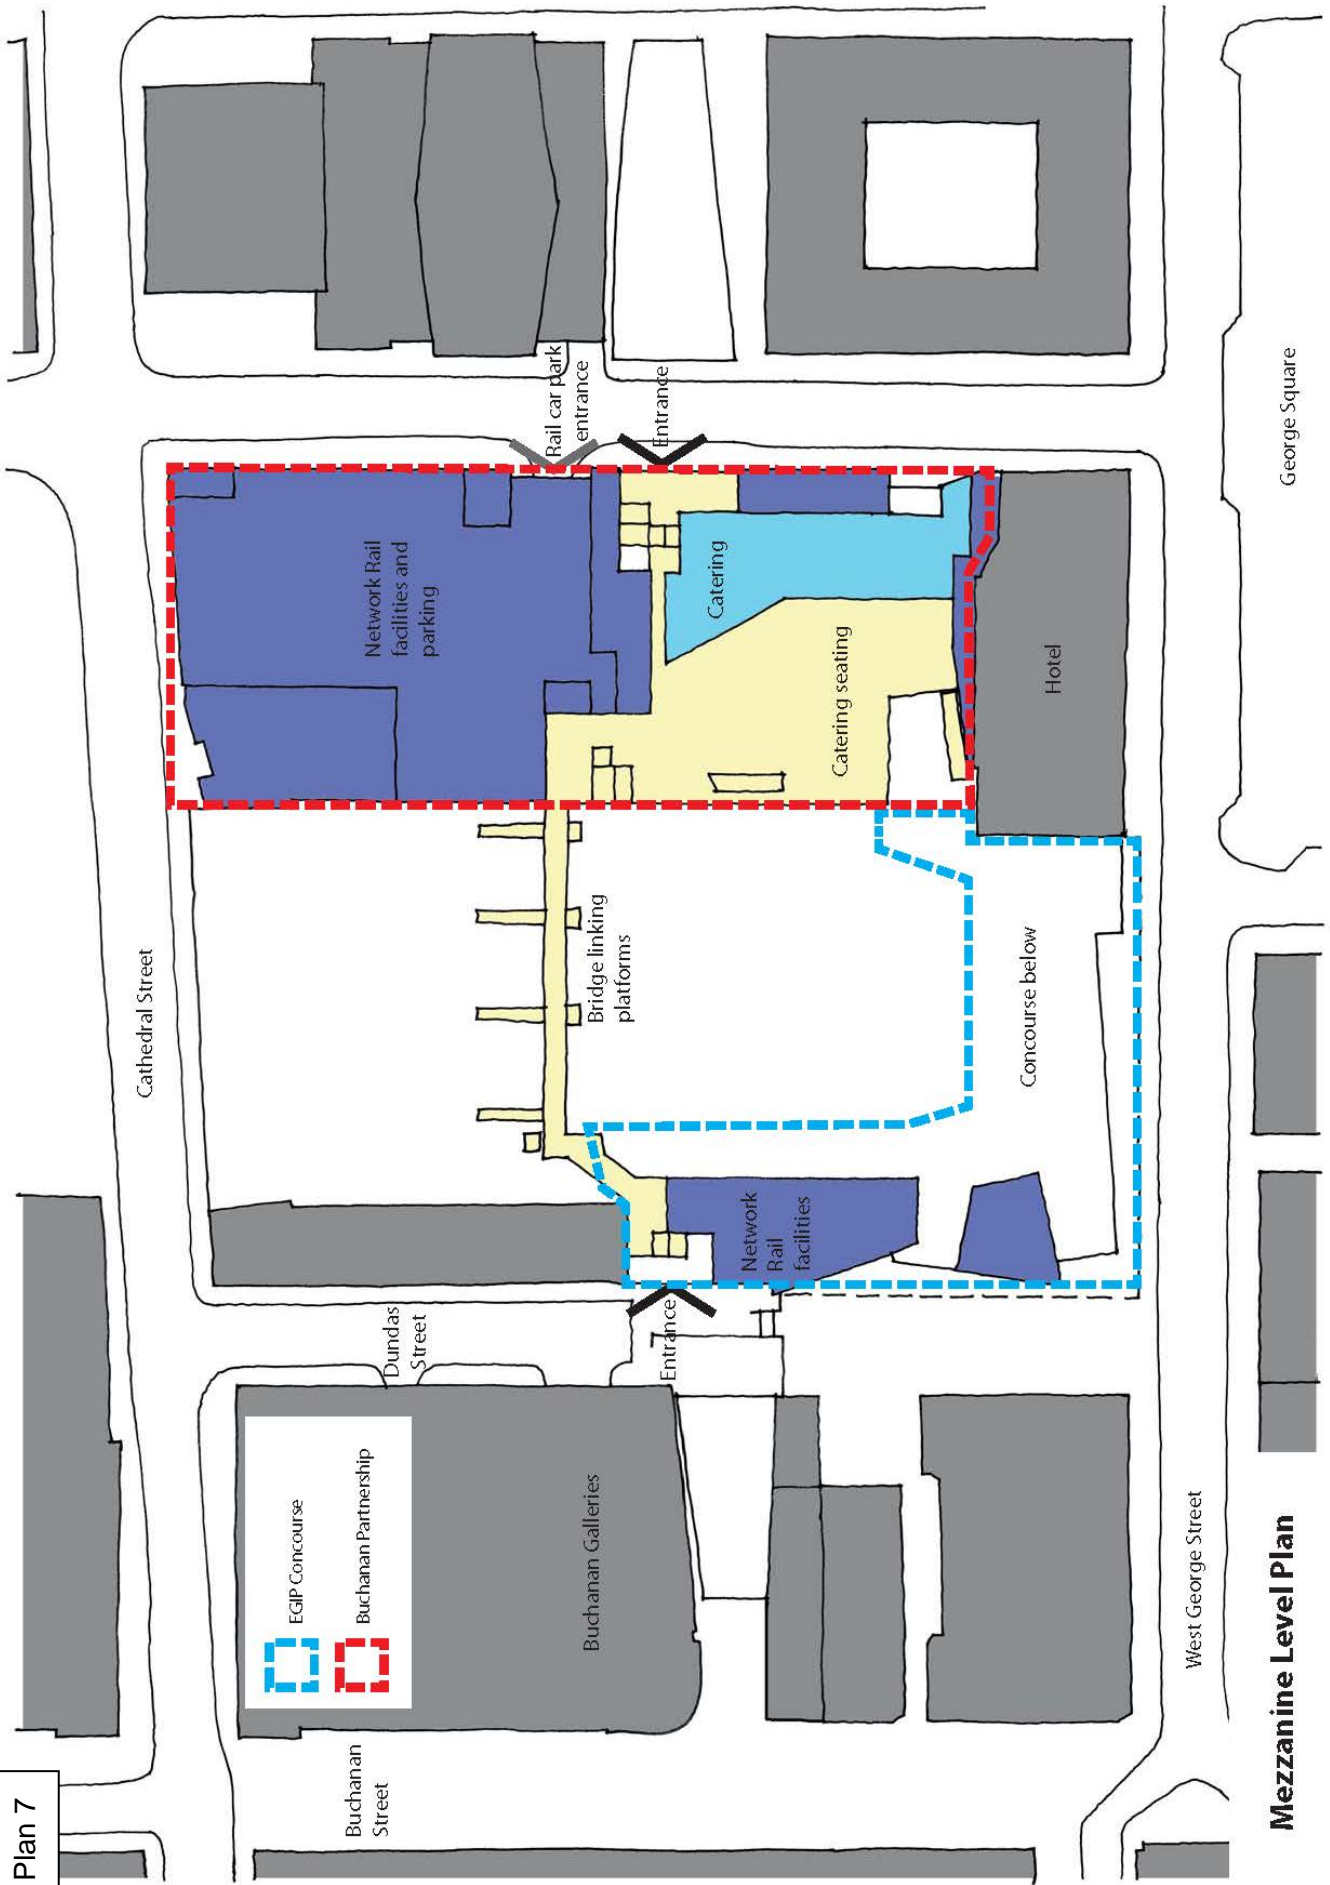 Plan 7
Cathedral Street
Buchanan
Street
Dundas
Street
EGIP Concourse
Buchanan Partnership
Buchanan Galleries
Entrance
Network
Rail
facilities
Bridge linking
platforms
Concourse below
Network Rail
facilities and
parking
Rail car park
entrance
Entrance
Catering
Catering seating
Hotel
West George Street
George Square
Mezzanine Level Plan